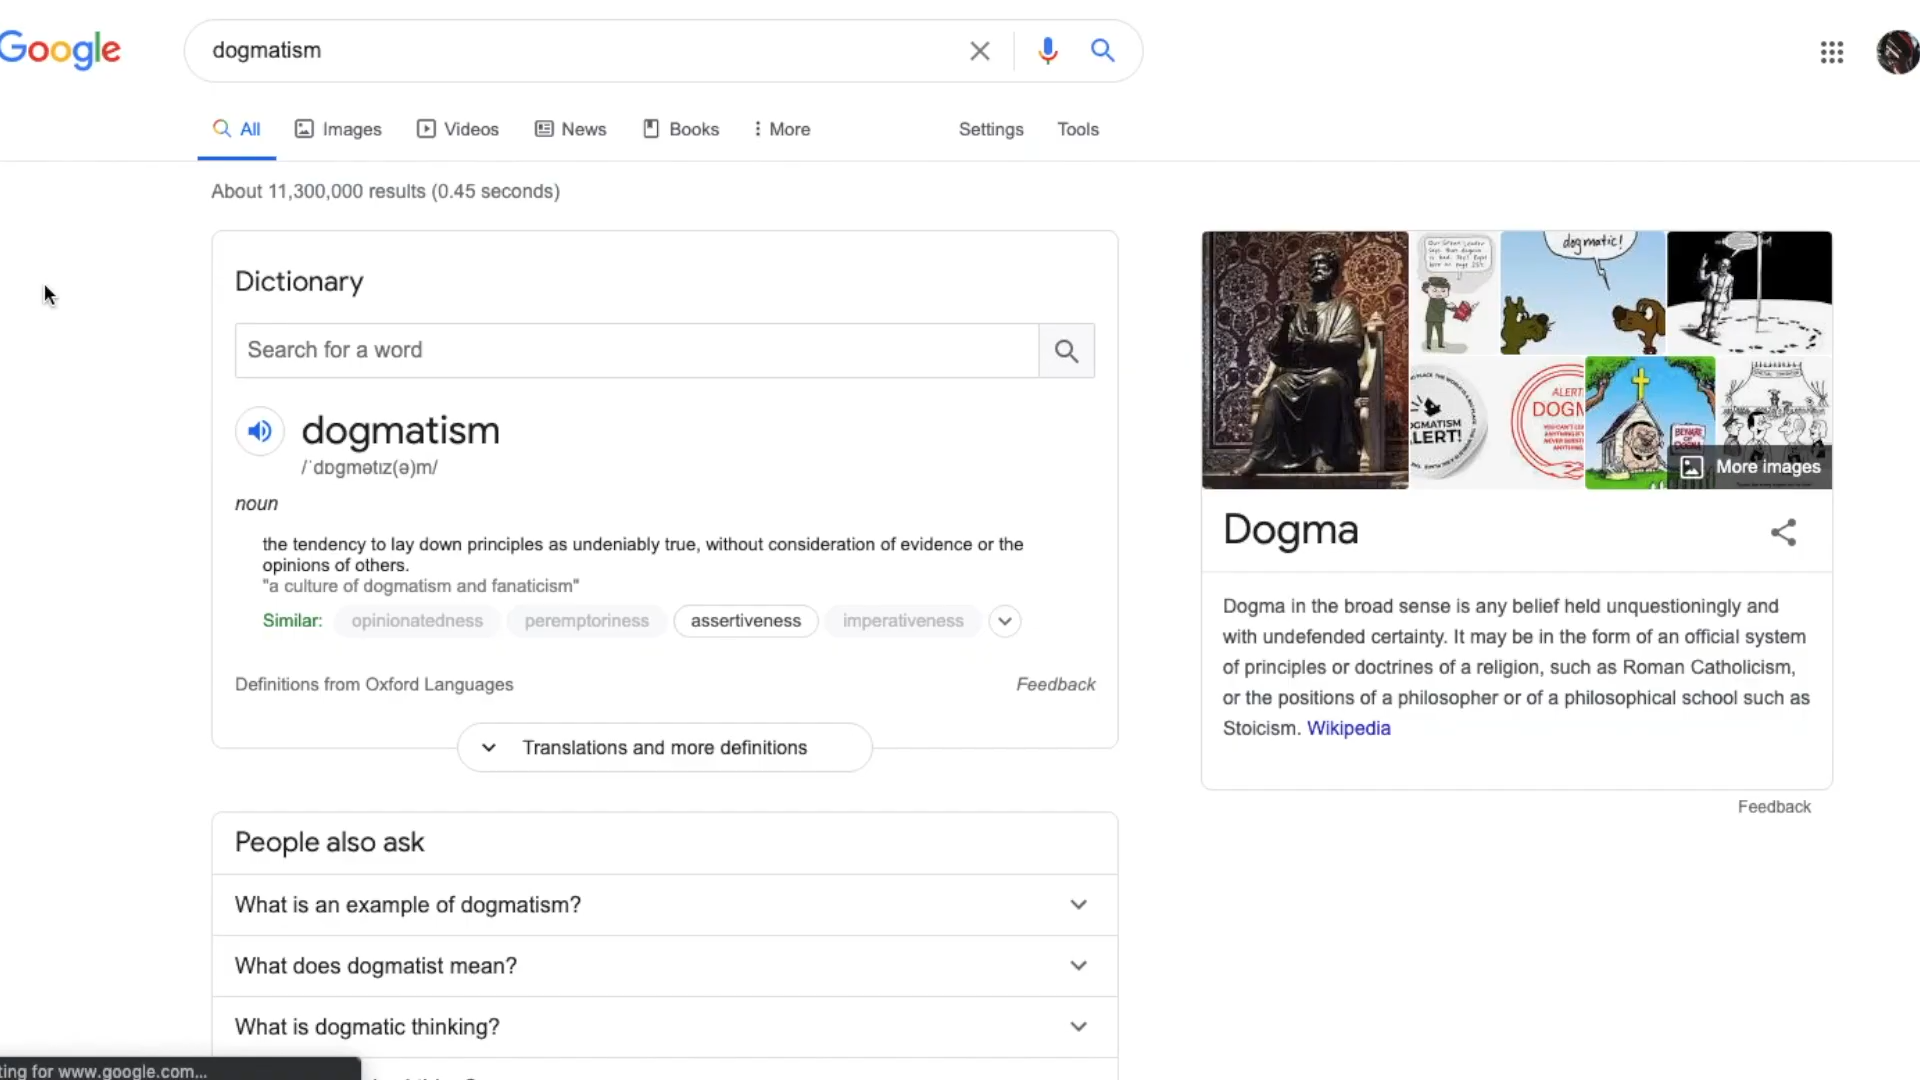 Google
dogmatism
All
Images
Videos
News
Books
More
Settings
Tools
About 11,300,000 results (0.45 seconds)
Dictionary
Search for a word
dogmatism
/ˈdɒɡmətɪz(ə)m/
noun
the tendency to lay down principles as undeniably true, without consideration of evidence or the
opinions of others.
"a culture of dogmatism and fanaticism"
Similar: opinionatedness peremptoriness assertiveness imperativeness
Definitions from Oxford Languages
Feedback
Translations and more definitions
People also ask
What is an example of dogmatism?
What does dogmatist mean?
What is dogmatic thinking?
ting for www.google.com...
dogmatic!
OGMATISM
LERT!
ALERT
DOGM
BEWARE
OF
DOGMA
More images
Dogma
Dogma in the broad sense is any belief held unquestioningly and
with undefended certainty. It may be in the form of an official system
of principles or doctrines of a religion, such as Roman Catholicism,
or the positions of a philosopher or of a philosophical school such as
Stoicism. Wikipedia
Feedback